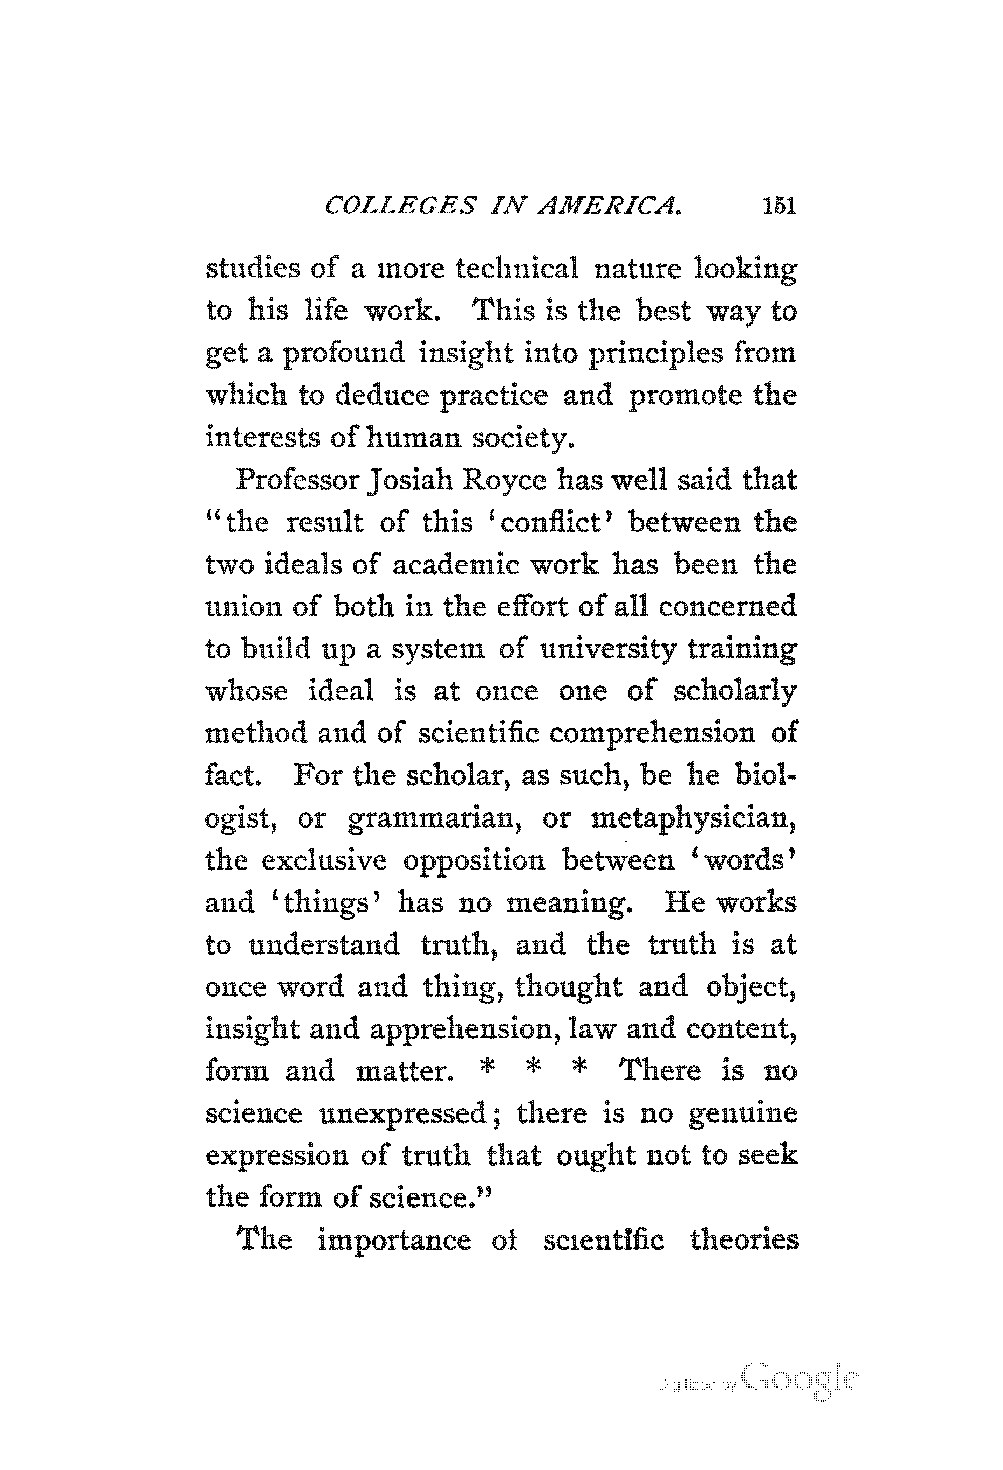 COLLEGES IN AMERICA. 151
studies of a more technical nature looking
to his life work. This is the best way to
get a profound insight into principles from
which to deduce practice and promote the
interests of human society.
Professor Josiah Royce has well said that
“the result of this ‘conflict’ between the
two ideals of academic work has been the
union of both in the effort of all concerned
to build up a system of university training
whose ideal is at once one of scholarly
method and of scientific comprehension of
fact. For the scholar, as such, be he biol-
ogist, or grammarian, or metaphysician,
the exclusive opposition between ‘words’
and ‘things’ has no meaning. He works
to understand truth, and the truth is at
once word and thing, thought and object,
insight and apprehension, law and content,
form and matter. * * * There is no
science unexpressed; there is no genuine
expression of truth that ought not to seek
the form of science.”
The importance of scientific theories
Digitized by Google